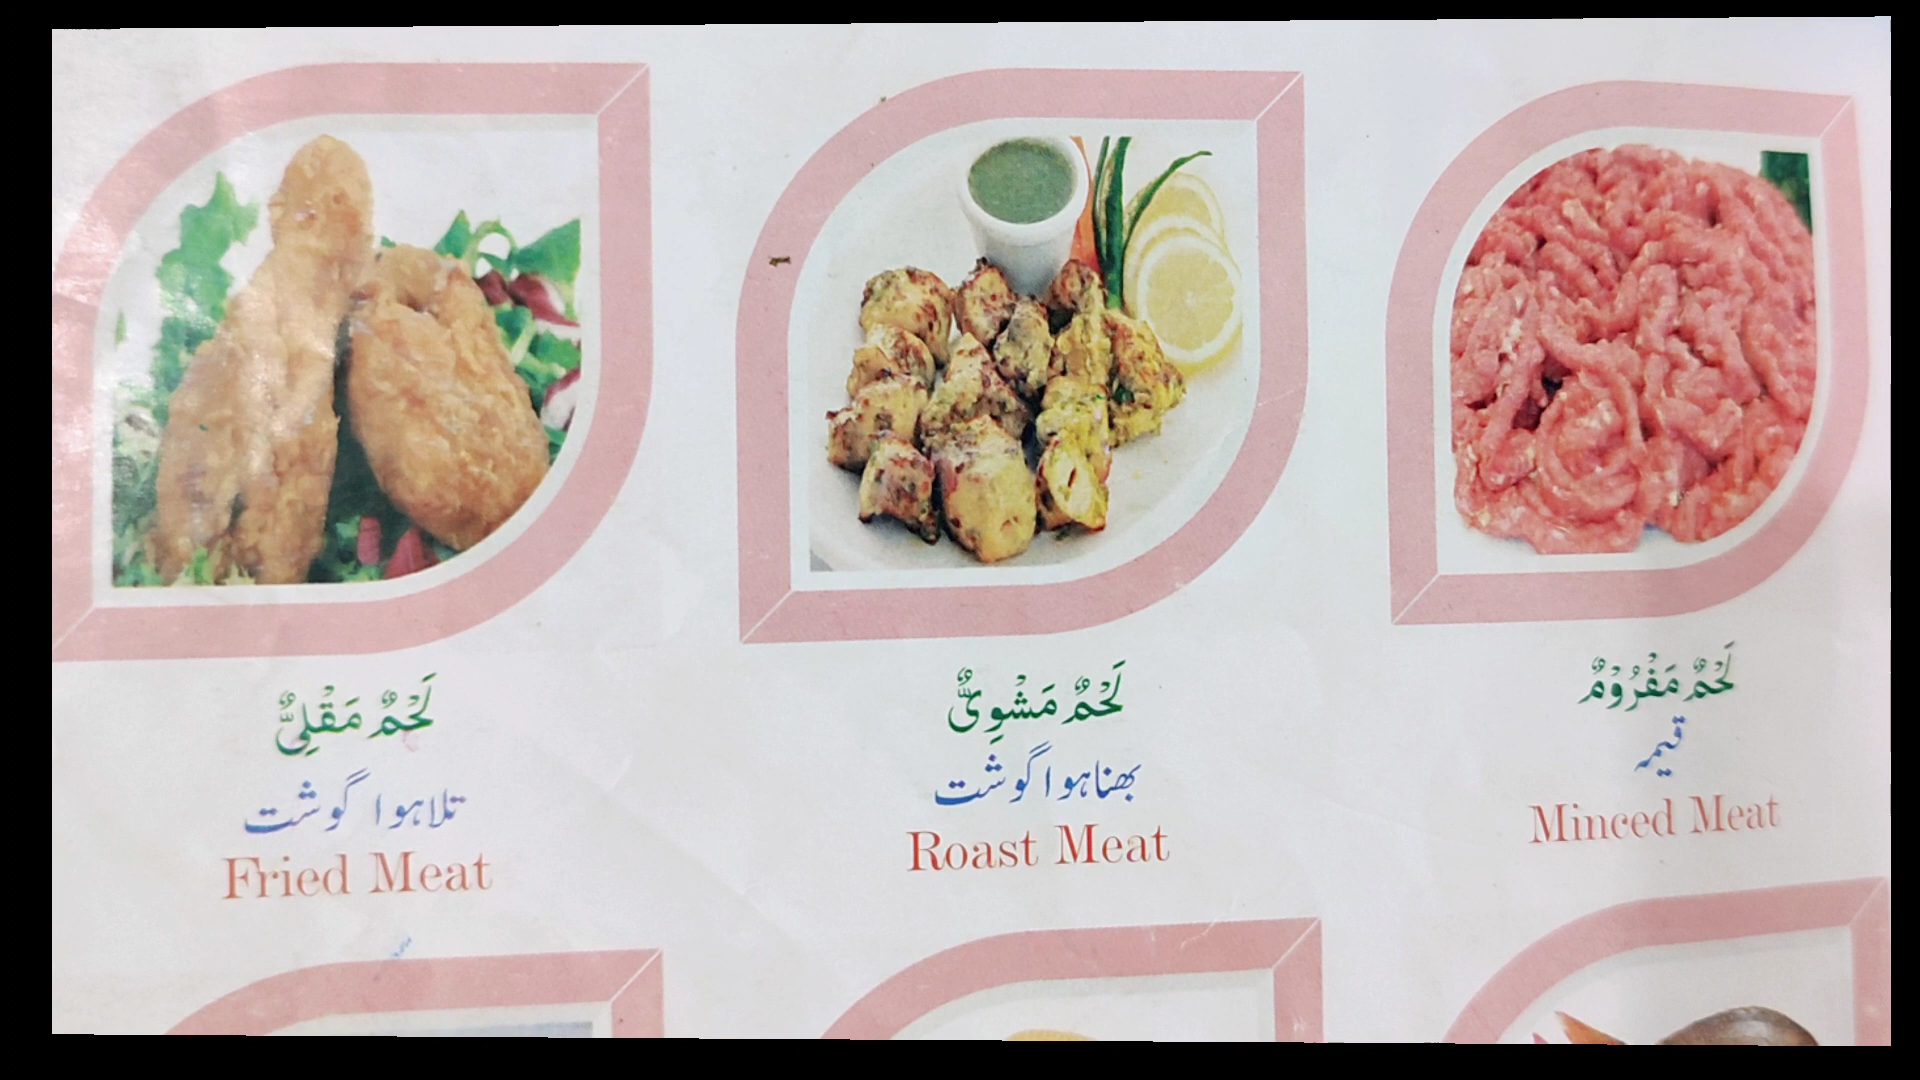 لَحْمٌ مَقْلِيٌّ
تلا ہوا گوشت
Fried Meat
لَحْمٌ مَشْوِيٌّ
بھنا ہوا گوشت
Roast Meat
لَحْمٌ مَفْرُوْمٌ
قیمہ
Minced Meat